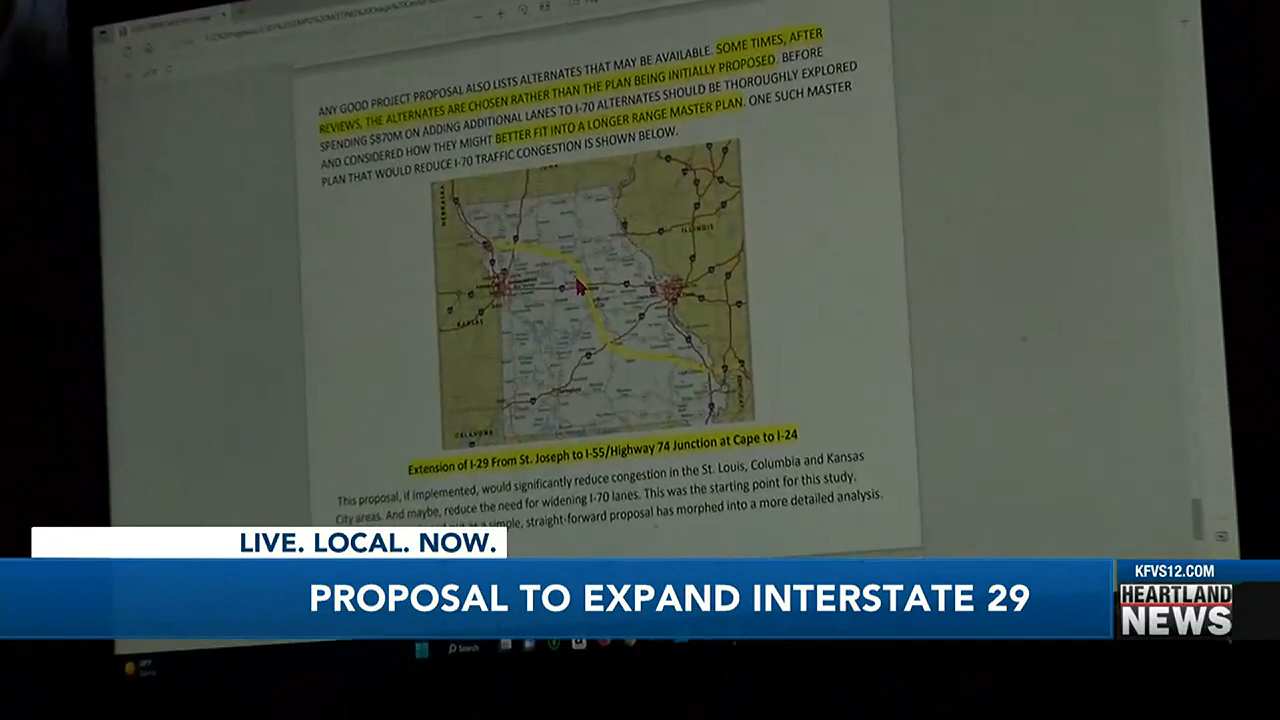 ANY GOOD PROJECT PROPOSAL ALSO LISTS ALTERNATES THAT MAY BE AVAILABLE. SOME TIMES, AFTER
REVIEWS, THE ALTERNATES ARE CHOSEN RATHER THAN THE PLAN BEING INITIALLY PROPOSED. BEFORE
SPENDING $870M ON ADDING ADDITIONAL LANES TO I-70 ALTERNATES SHOULD BE THOROUGHLY EXPLORED
AND CONSIDERED HOW THEY MIGHT BETTER FIT INTO A LONGER RANGE MASTER PLAN. ONE SUCH MASTER
PLAN THAT WOULD REDUCE I-70 TRAFFIC CONGESTION IS SHOWN BELOW.
NEBRASKA
ILLINOIS
KANSAS
KENTUCKY
OKLAHOMA
Extension of I-29 From St. Joseph to I-55/Highway 74 Junction at Cape to I-24
This proposal, if implemented, would significantly reduce congestion in the St. Louis, Columbia and Kansas
City areas. And maybe, reduce the need for widening I-70 lanes. This was the starting point for this study.
simple, straight-forward proposal has morphed into a more detailed analysis.
LIVE. LOCAL. NOW.
PROPOSAL TO EXPAND INTERSTATE 29
KFVS12.COM
HEARTLAND
NEWS
Search